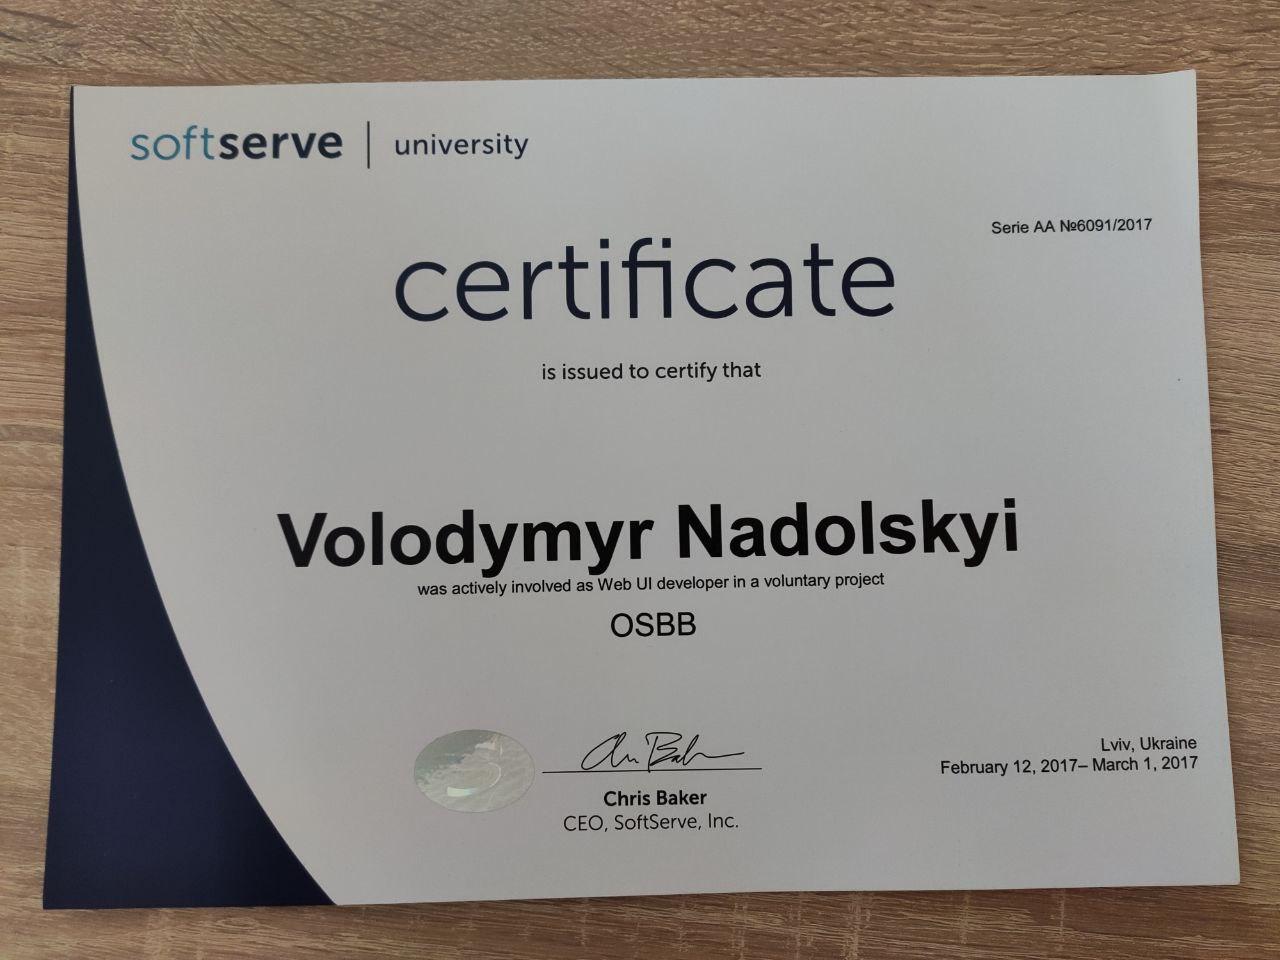 softserve | university
Serie AA №6091/2017
certificate
is issued to certify that
Volodymyr Nadolskyi
was actively involved as Web UI developer in a voluntary project
OSBB
Chris Baker
CEO, SoftServe, Inc.
Lviv, Ukraine
February 12, 2017– March 1, 2017